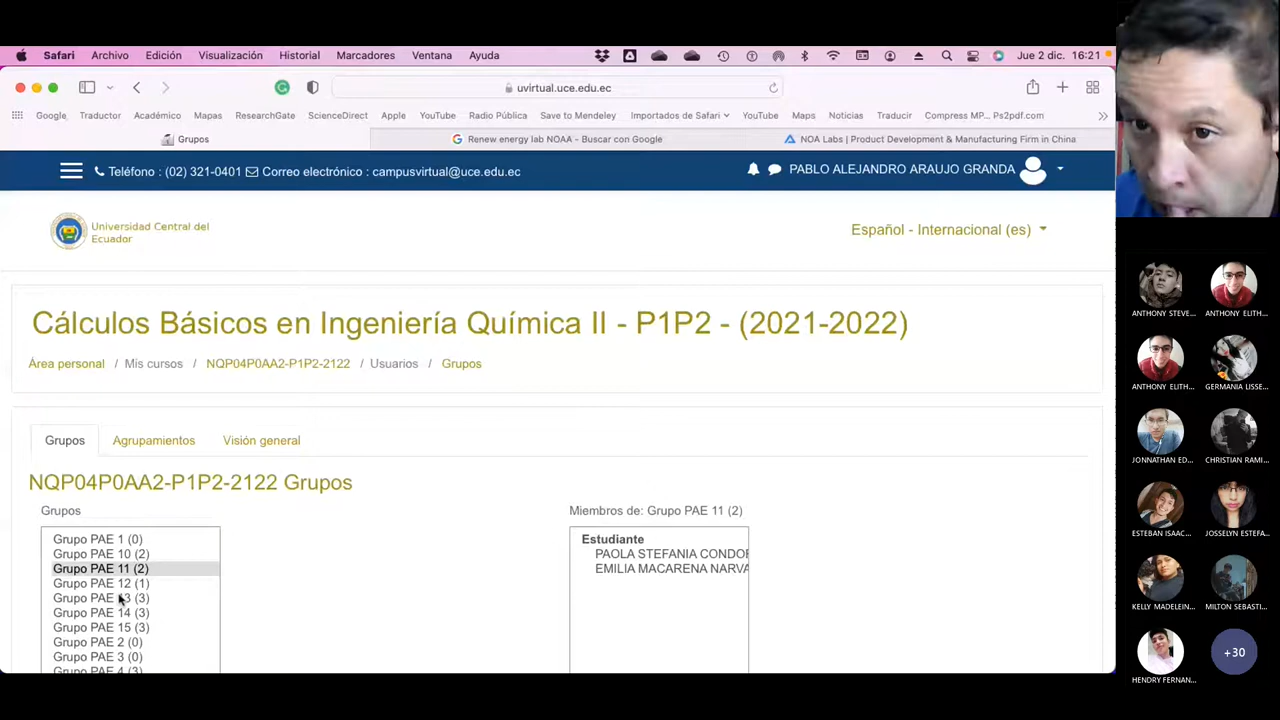 Safari Archivo Edición Visualización Historial Marcadores Ventana Ayuda Jue 2 dic. 16:21
uvirtual.uce.edu.ec
Google Traductor Académico Mapas ResearchGate ScienceDirect Apple YouTube Radio Pública Save to Mendeley Importados de Safari YouTube Maps Noticias Traducir Compress MP... Ps2pdf.com
Grupos Renew energy lab NOAA - Buscar con Google NOA Labs | Product Development & Manufacturing Firm in China
Teléfono : (02) 321-0401 Correo electrónico : campusvirtual@uce.edu.ec PABLO ALEJANDRO ARAUJO GRANDA
Universidad Central del
Ecuador
Español - Internacional (es)
Cálculos Básicos en Ingeniería Química II - P1P2 - (2021-2022)
Área personal / Mis cursos / NQP04P0AA2-P1P2-2122 / Usuarios / Grupos
Grupos Agrupamientos Visión general
NQP04P0AA2-P1P2-2122 Grupos
Grupos
Grupo PAE 1 (0)
Grupo PAE 10 (2)
Grupo PAE 11 (2)
Grupo PAE 12 (1)
Grupo PAE 13 (3)
Grupo PAE 14 (3)
Grupo PAE 15 (3)
Grupo PAE 2 (0)
Grupo PAE 3 (0)
Grupo PAE 4 (3)
Miembros de: Grupo PAE 11 (2)
Estudiante
PAOLA STEFANIA CONDOR
EMILIA MACARENA NARVA
ANTHONY STEVE... ANTHONY ELITH...
ANTHONY ELITH... GERMANIA LISSE...
JONNATHAN ED... CHRISTIAN RAMI...
ESTEBAN ISAAC... JOSSELYN ESTEFA...
KELLY MADELEIN... MILTON SEBASTI...
HENDRY FERNAN... +30